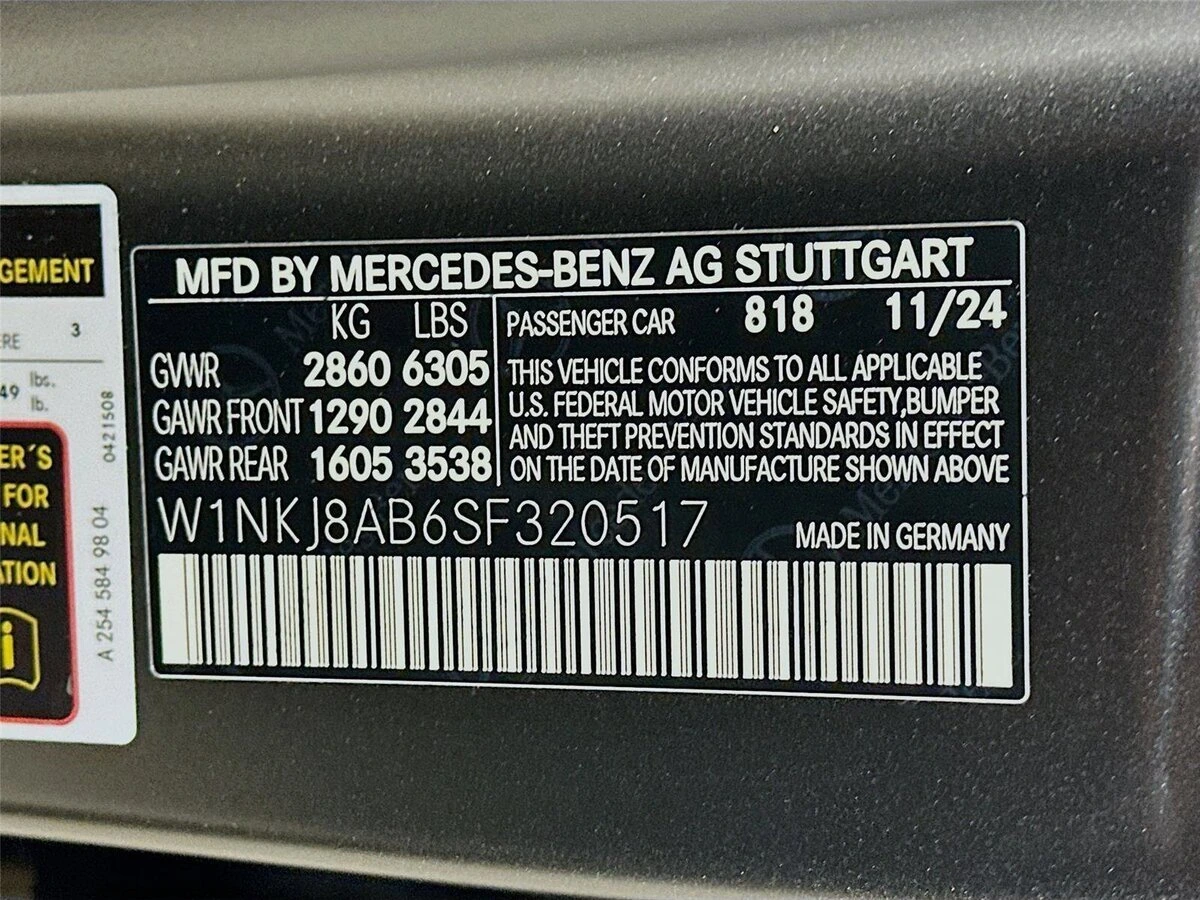 GEMENT
3
49 lbs.
lb.
0421508
A 254 584 98 04
FOR
MFD BY MERCEDES-BENZ AG STUTTGART
KG LBS
GVWR 2860 6305
GAWR FRONT 1290 2844
GAWR REAR 1605 3538
PASSENGER CAR 818 11/24
THIS VEHICLE CONFORMS TO ALL APPLICABLE
U.S. FEDERAL MOTOR VEHICLE SAFETY,BUMPER
AND THEFT PREVENTION STANDARDS IN EFFECT
ON THE DATE OF MANUFACTURE SHOWN ABOVE
W1NKJ8AB6SF320517
MADE IN GERMANY